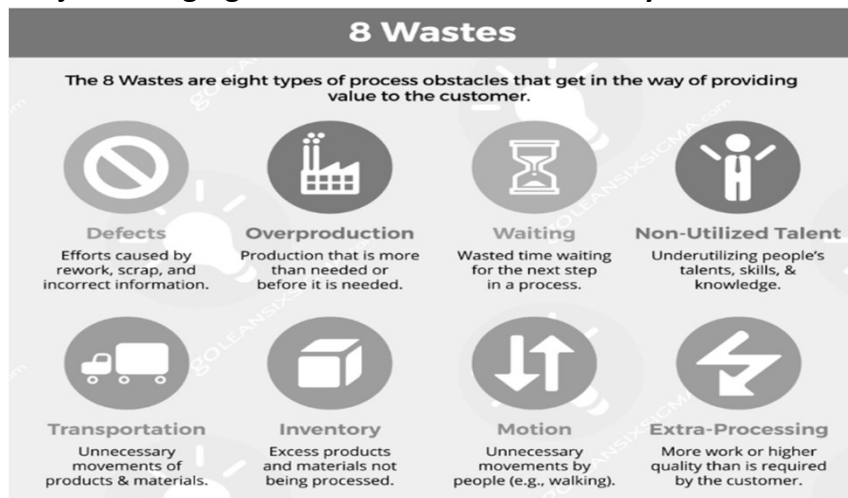 8 Wastes
The 8 Wastes are eight types of process obstacles that get in the way of providing
value to the customer.
Defects
Efforts caused by
rework, scrap, and
incorrect information.
Overproduction
Production that is more
than needed or
before it is needed.
Waiting
Wasted time waiting
for the next step
in a process.
Non-Utilized Talent
Underutilizing people's
talents, skills, &
knowledge.
Transportation
Unnecessary
movements of
products & materials.
Inventory
Excess products
and materials not
being processed.
Motion
Unnecessary
movements by
people (e.g., walking).
Extra-Processing
More work or higher
quality than is required
by the customer.